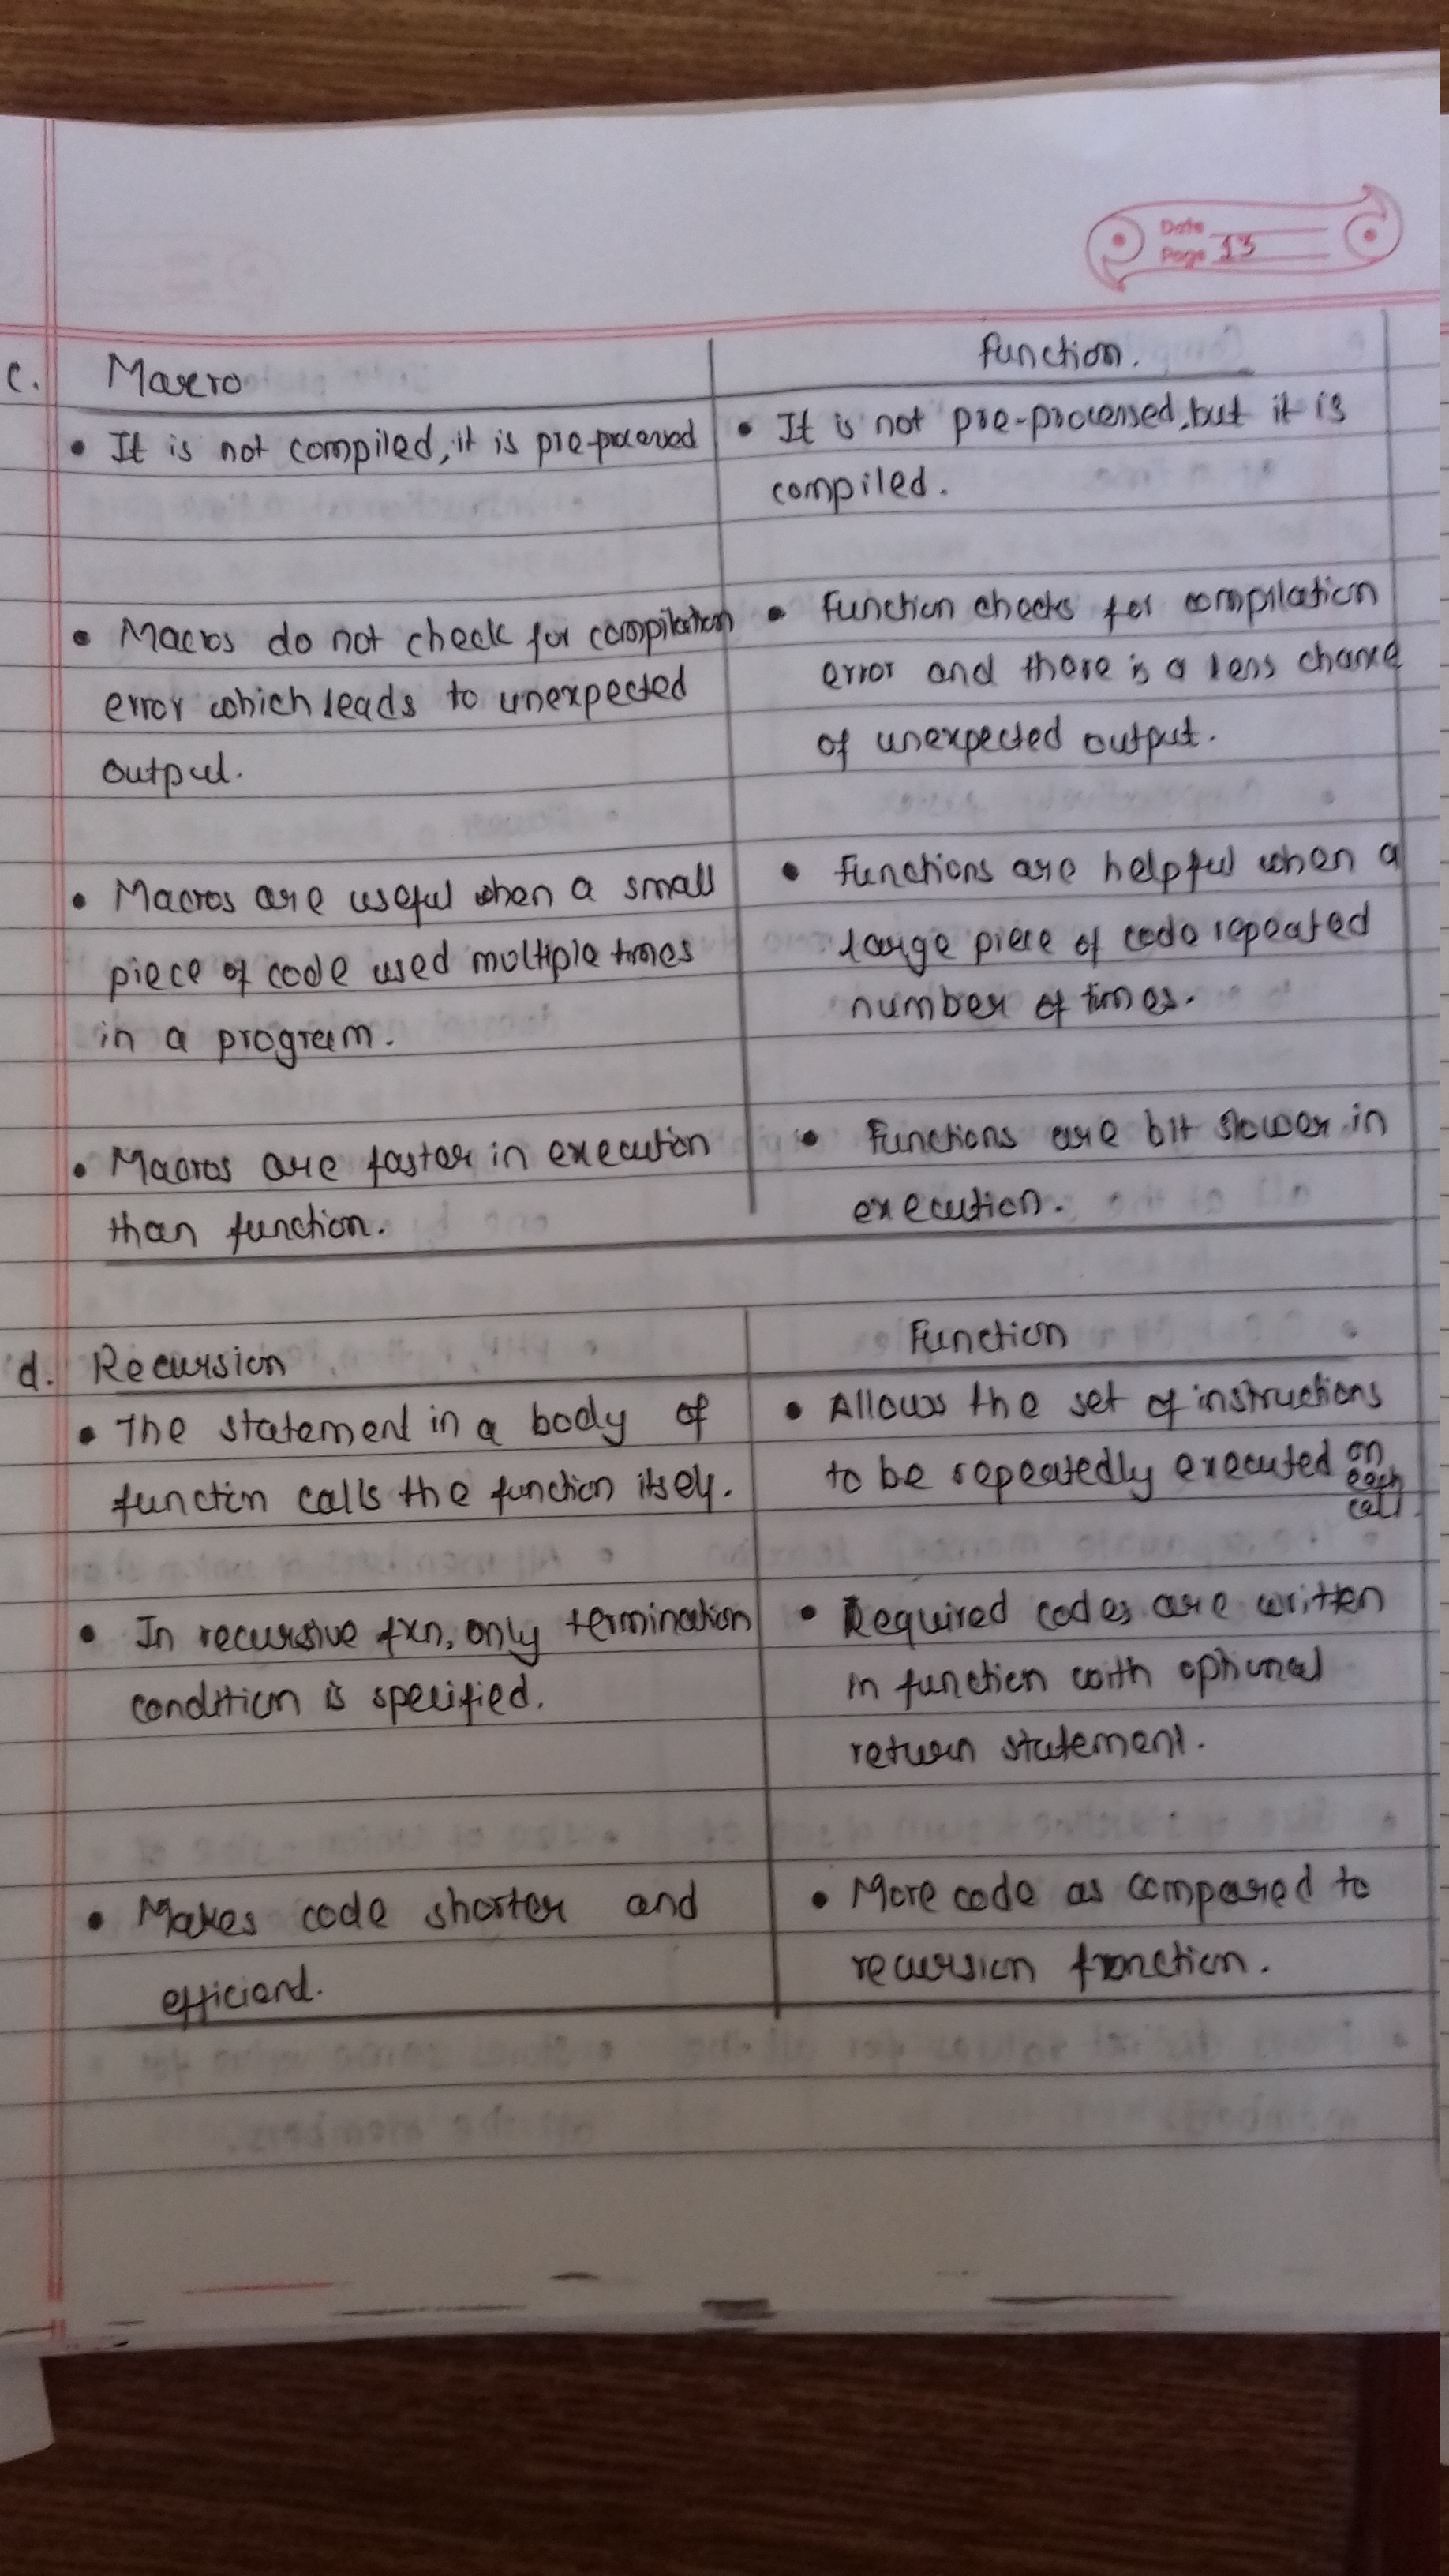 Date
Page 13
c. Macro
function.
• It is not compiled, it is pre-proceved
• It is not pre-processed, but it is
compiled.
• Macros do not check for compilation
error which leads to unexpected
output.
• Function checks for compilation
error and there is a less chance
of unexpected output.
• Macros are useful when a small
piece of code used multiple times
in a program.
• Functions are helpful when a
large piece of code repeated
number of times.
• Macros are faster in execution
than function.
• Functions are bit slower in
execution.
d. Recursion
Function
• The statement in a body of
function calls the function itself.
• Allows the set of instructions
to be repeatedly executed on
each
call.
• In recursive fxn, only termination
condition is specified.
• Required codes are written
in function with optional
return statement.
• Makes code shorter and
efficient.
• More code as compared to
recursion function.